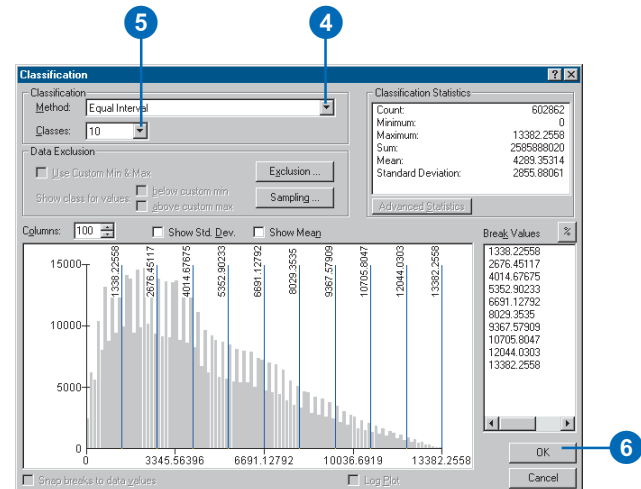 5 4
Classification
Classification
Method: Equal Interval
Classes: 10
Classification Statistics
Count: 602862
Minimum: 0
Maximum: 13382.2558
Sum: 2585888020
Mean: 4289.35314
Standard Deviation: 2855.88061
Advanced Statistics
Data Exclusion
Use Custom Min & Max
Exclusion ...
Show class for values:
below custom min
above custom max
Sampling ...
Columns: 100
Show Std. Dev.
Show Mean
Break Values
%
1338.22558
2676.45117
4014.67675
5352.90233
6691.12792
8029.3535
9367.57909
10705.8047
12044.0303
13382.2558
15000
10000
5000
0
1338.22558
2676.45117
4014.67675
5352.90233
6691.12792
8029.3535
9367.57909
10705.8047
12044.0303
13382.2558
0 3345.56396 6691.12792 10036.6919 13382.2558
Snap breaks to data values
Log Plot
OK
6
Cancel